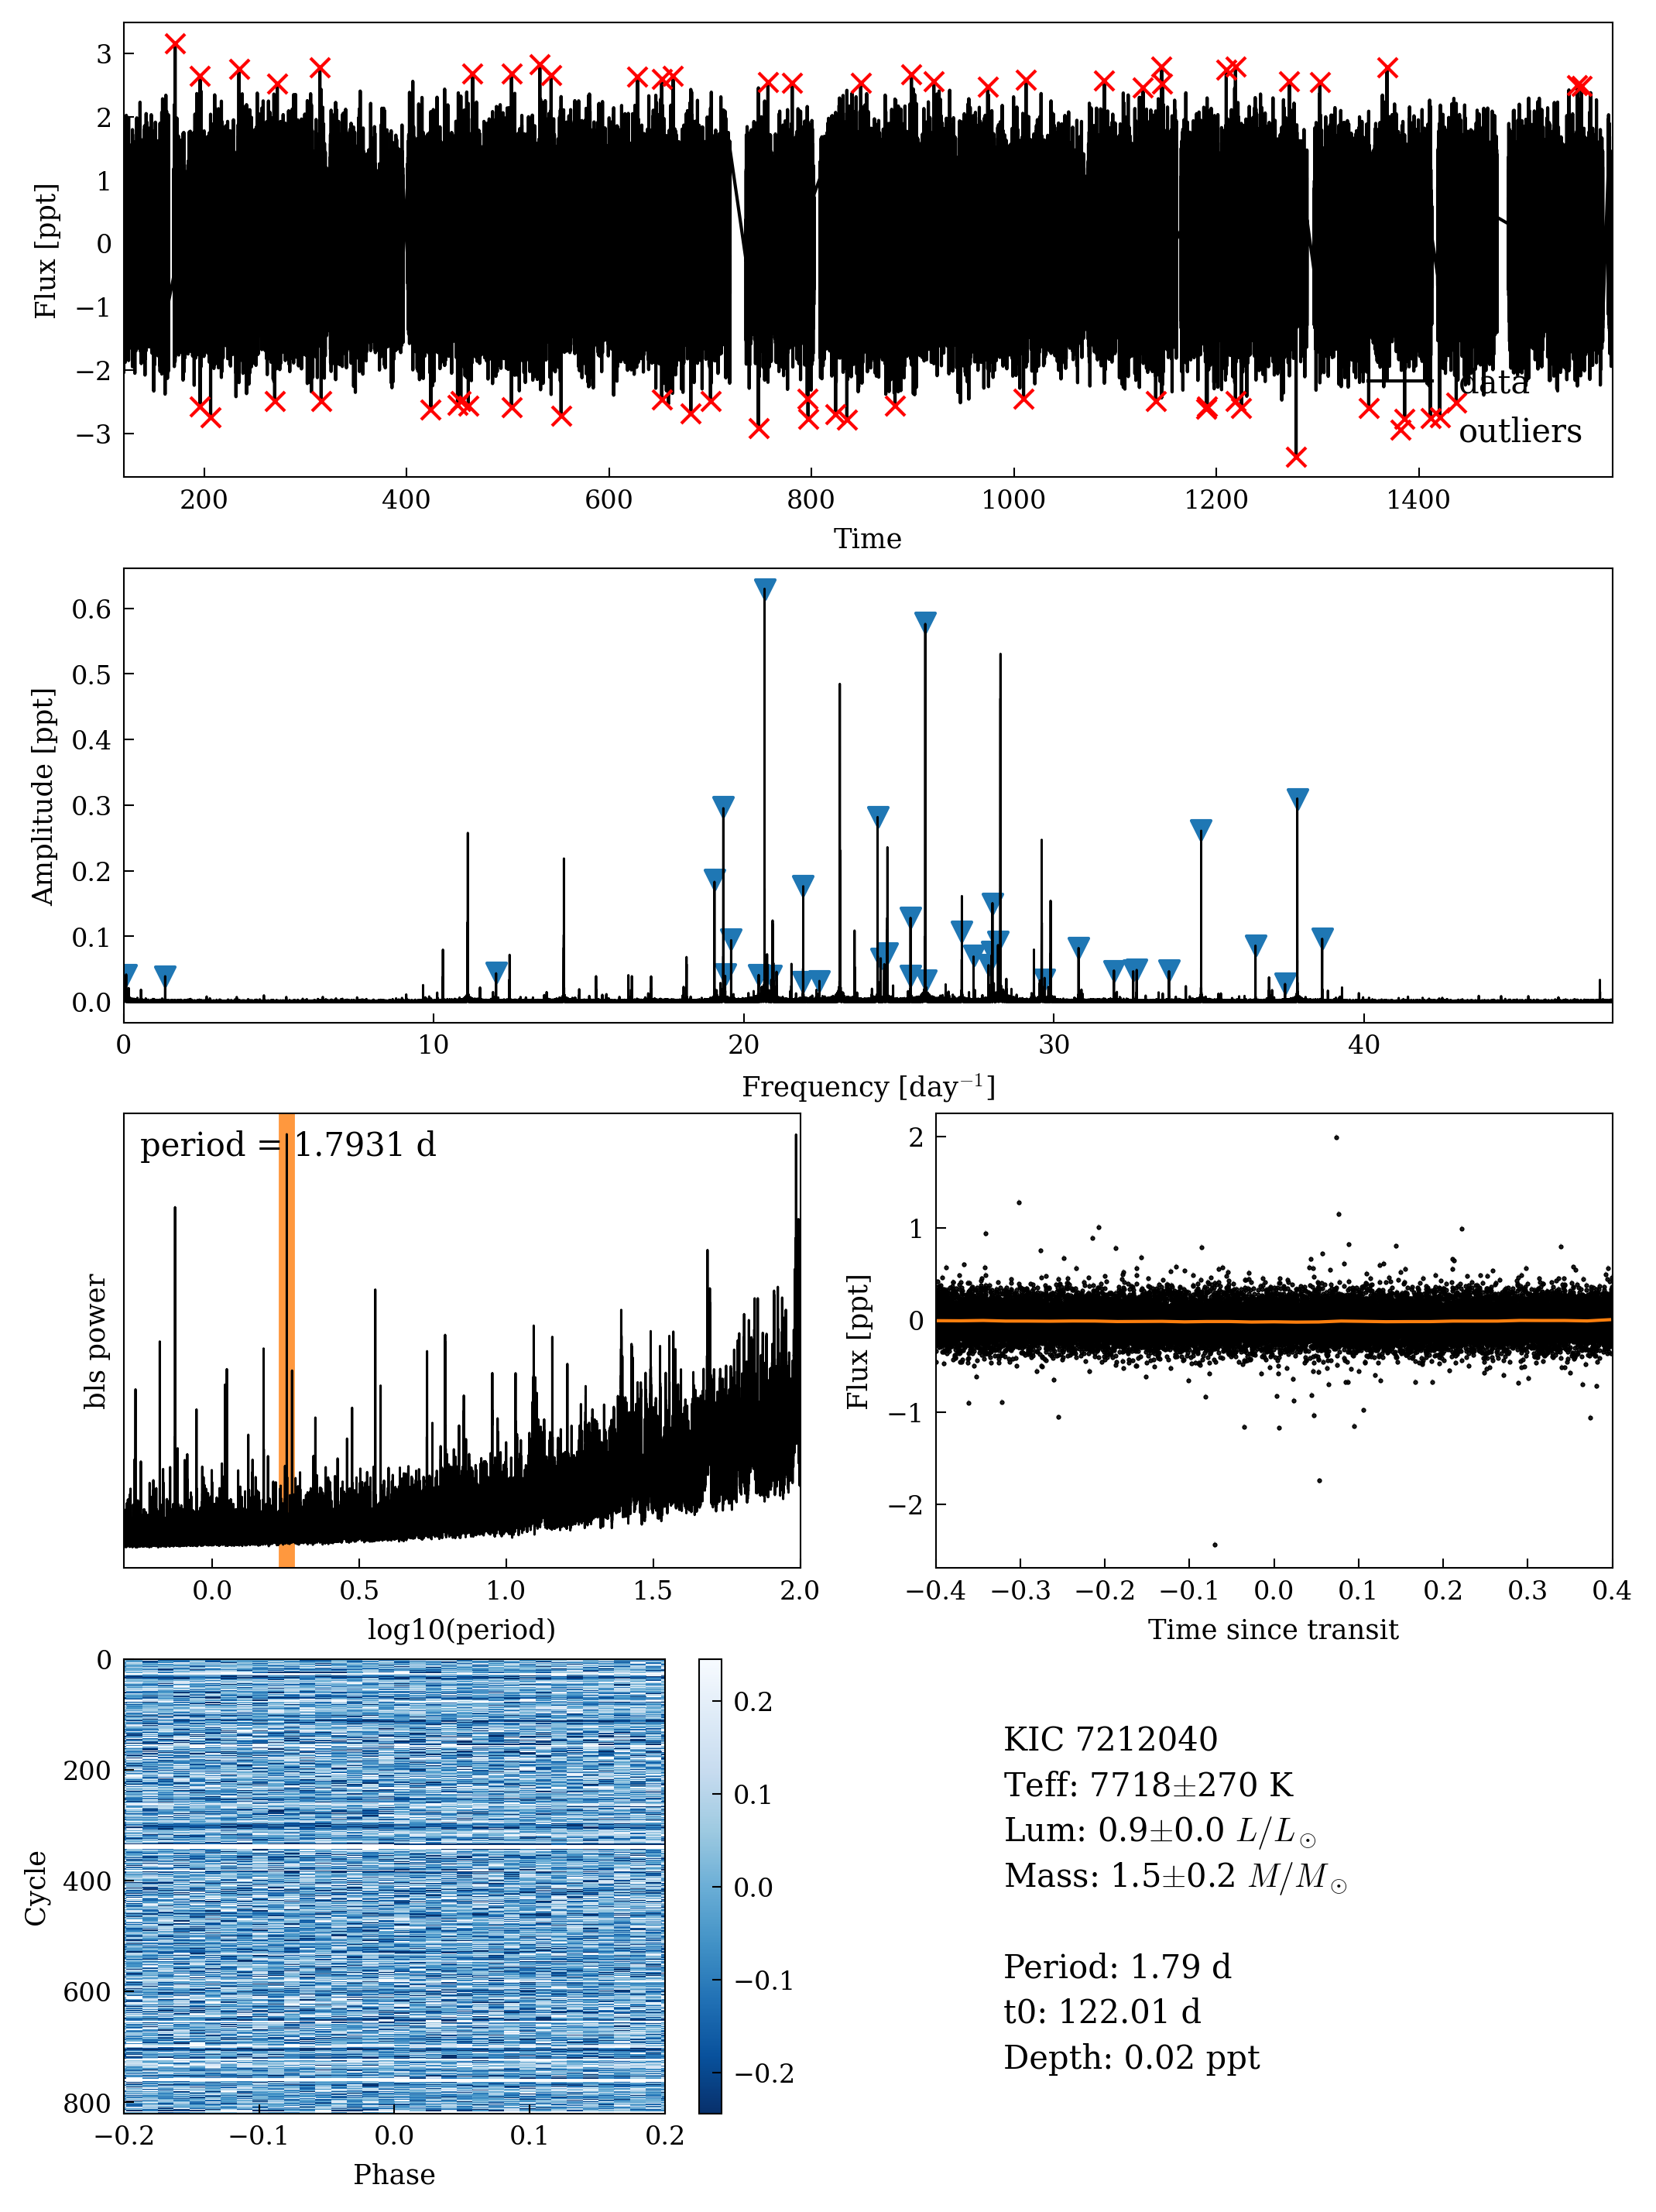 3
2
1
0
−1
−2
−3
Flux [ppt]
data
outliers
200 400 600 800 1000 1200 1400
Time
0.6
0.5
0.4
0.3
0.2
0.1
0.0
Amplitude [ppt]
0 10 20 30 40
Frequency [day⁻¹]
period = 1.7931 d
bls power
0.0 0.5 1.0 1.5 2.0
log10(period)
2
1
0
−1
−2
Flux [ppt]
−0.4 −0.3 −0.2 −0.1 0.0 0.1 0.2 0.3 0.4
Time since transit
0
200
400
600
800
Cycle
−0.2 −0.1 0.0 0.1 0.2
Phase
0.2
0.1
0.0
−0.1
−0.2
KIC 7212040
Teff: 7718±270 K
Lum: 0.9±0.0 L/L☉
Mass: 1.5±0.2 M/M☉
Period: 1.79 d
t0: 122.01 d
Depth: 0.02 ppt